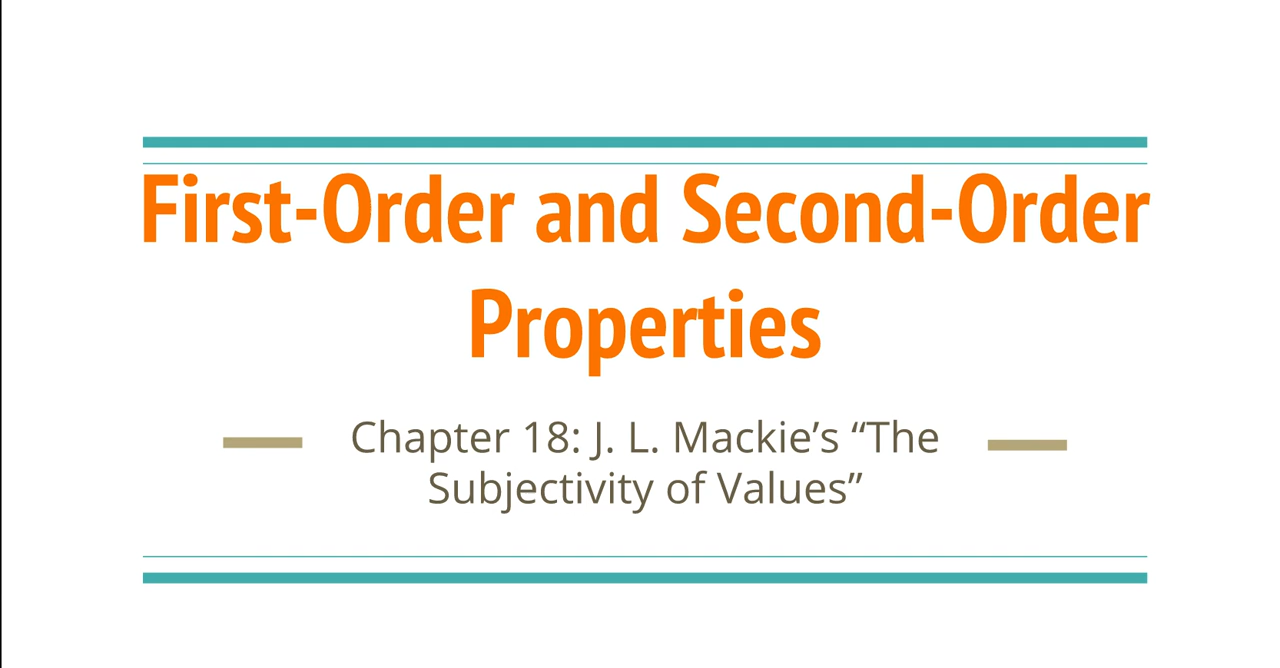 First-Order and Second-Order
Properties
Chapter 18: J. L. Mackie’s “The
Subjectivity of Values”